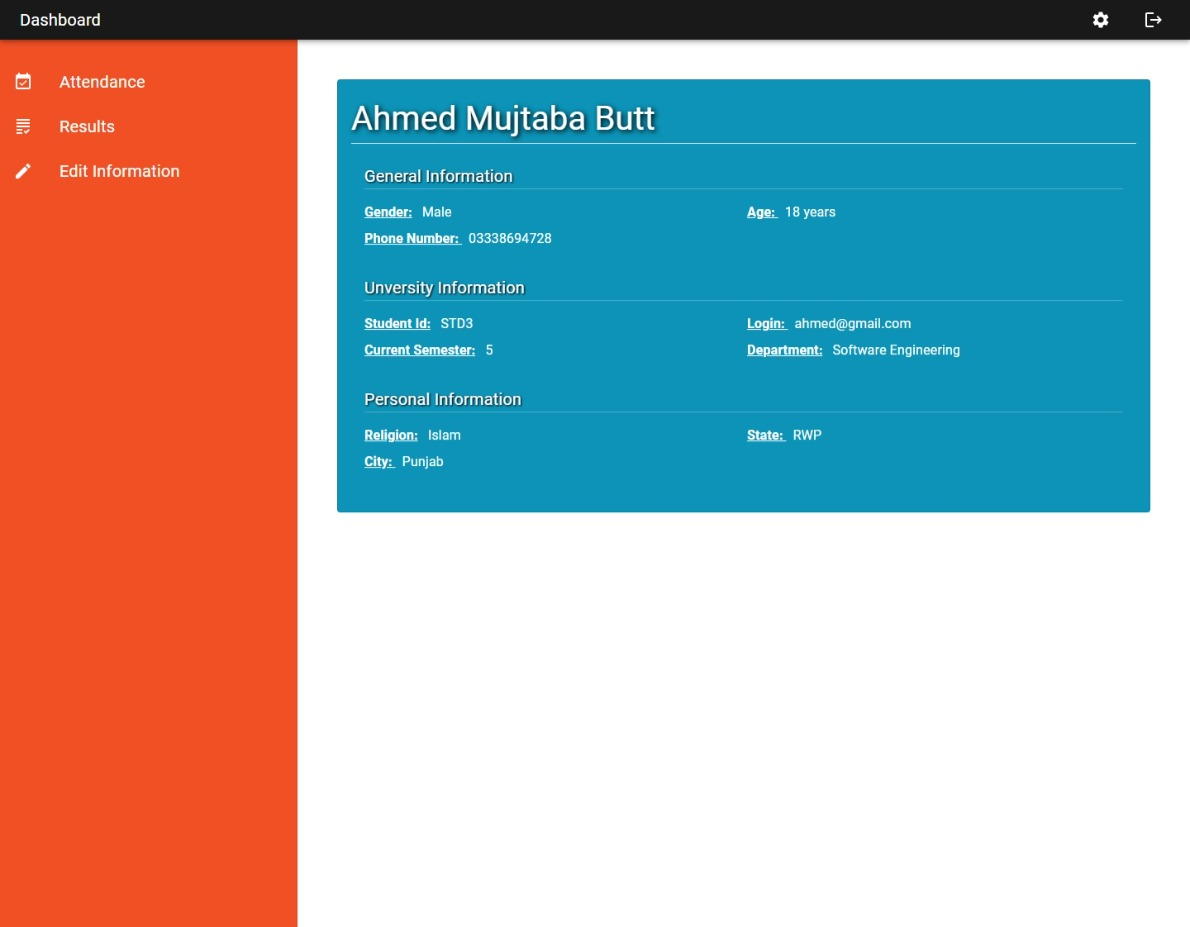 Dashboard
Attendance
Results
Edit Information
Ahmed Mujtaba Butt
General Information
Gender: Male Age: 18 years
Phone Number: 03338694728
Unversity Information
Student Id: STD3 Login: ahmed@gmail.com
Current Semester: 5 Department: Software Engineering
Personal Information
Religion: Islam State: RWP
City: Punjab